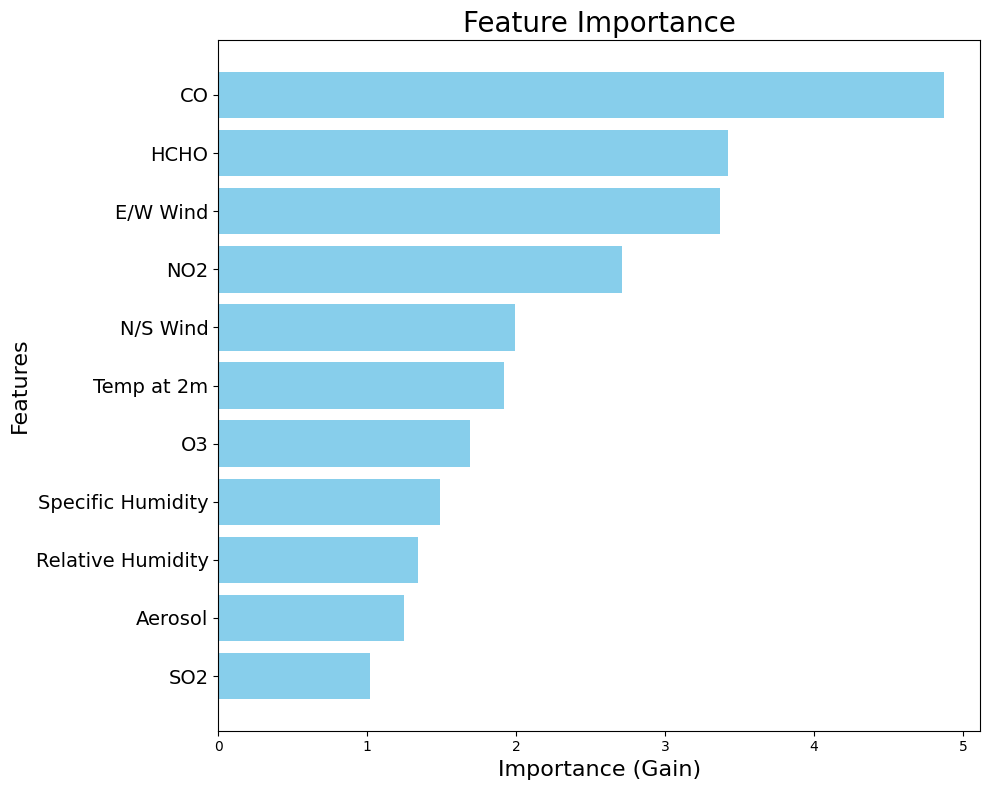 Feature Importance
CO
HCHO
E/W Wind
NO2
N/S Wind
Temp at 2m
O3
Specific Humidity
Relative Humidity
Aerosol
SO2
Features
0 1 2 3 4 5
Importance (Gain)